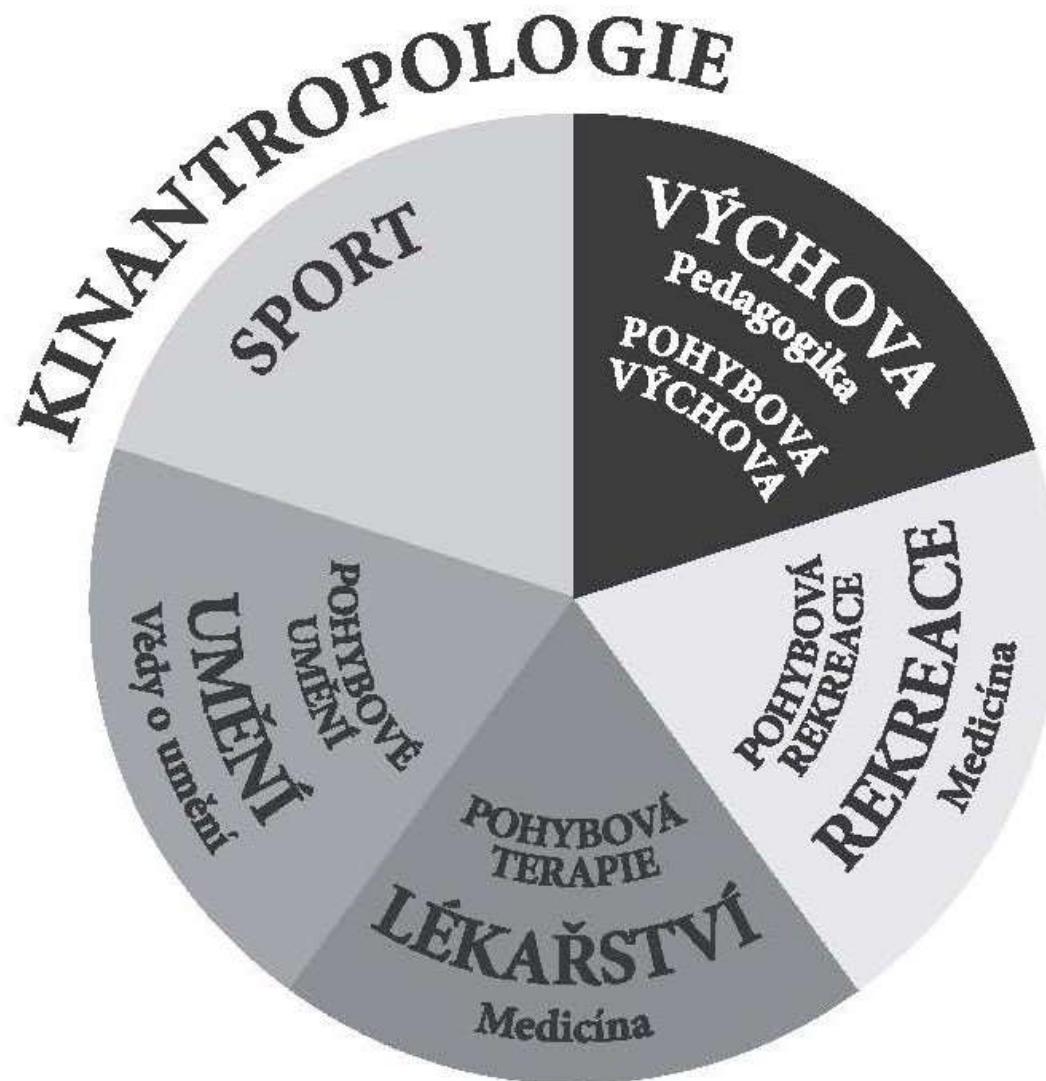 KINANTROPOLOGIE
SPORT
VÝCHOVA
Pedagogika
POHYBOVÁ
VÝCHOVA
POHYBOVÁ
REKREACE
REKREACE
Medicína
POHYBOVÁ
TERAPIE
LÉKAŘSTVÍ
Medicína
POHYBOVÉ
UMĚNÍ
UMĚNÍ
Vědy o umění